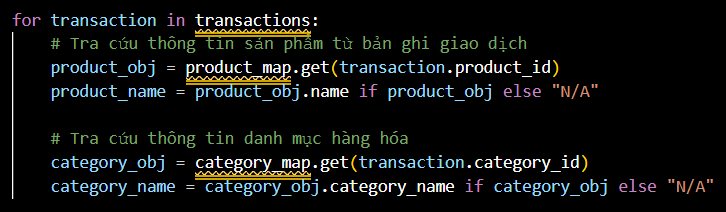 for transaction in transactions:
    # Tra cứu thông tin sản phẩm từ bản ghi giao dịch
    product_obj = product_map.get(transaction.product_id)
    product_name = product_obj.name if product_obj else "N/A"

    # Tra cứu thông tin danh mục hàng hóa
    category_obj = category_map.get(transaction.category_id)
    category_name = category_obj.category_name if category_obj else "N/A"